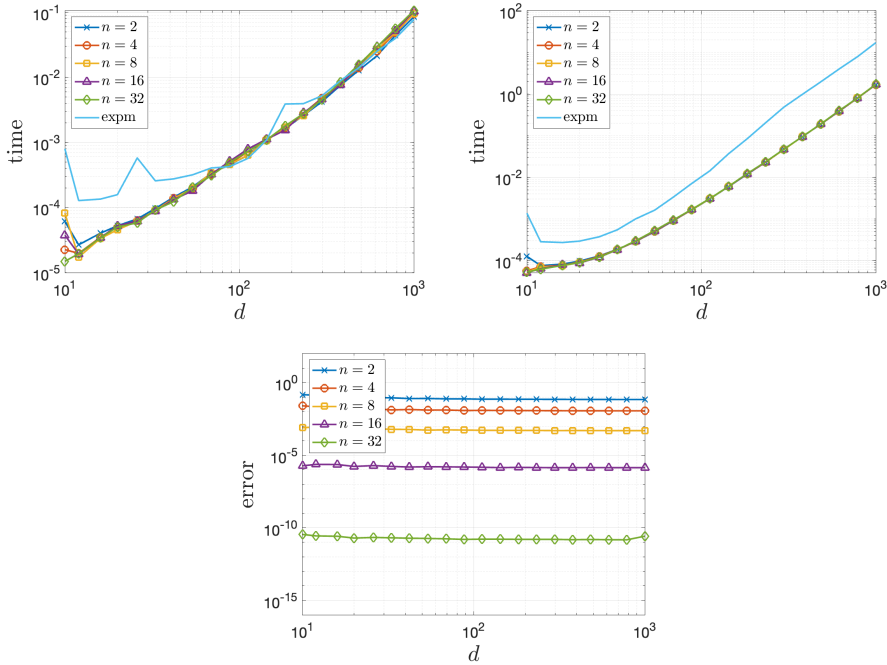 10^{-1}
10^{-2}
10^{-3}
10^{-4}
10^{-5}
time
n = 2
n = 4
n = 8
n = 16
n = 32
expm
10^1
10^2
10^3
d
10^2
10^0
10^{-2}
10^{-4}
time
n = 2
n = 4
n = 8
n = 16
n = 32
expm
10^1
10^2
10^3
d
10^0
10^{-5}
10^{-10}
10^{-15}
error
n = 2
n = 4
n = 8
n = 16
n = 32
10^1
10^2
10^3
d